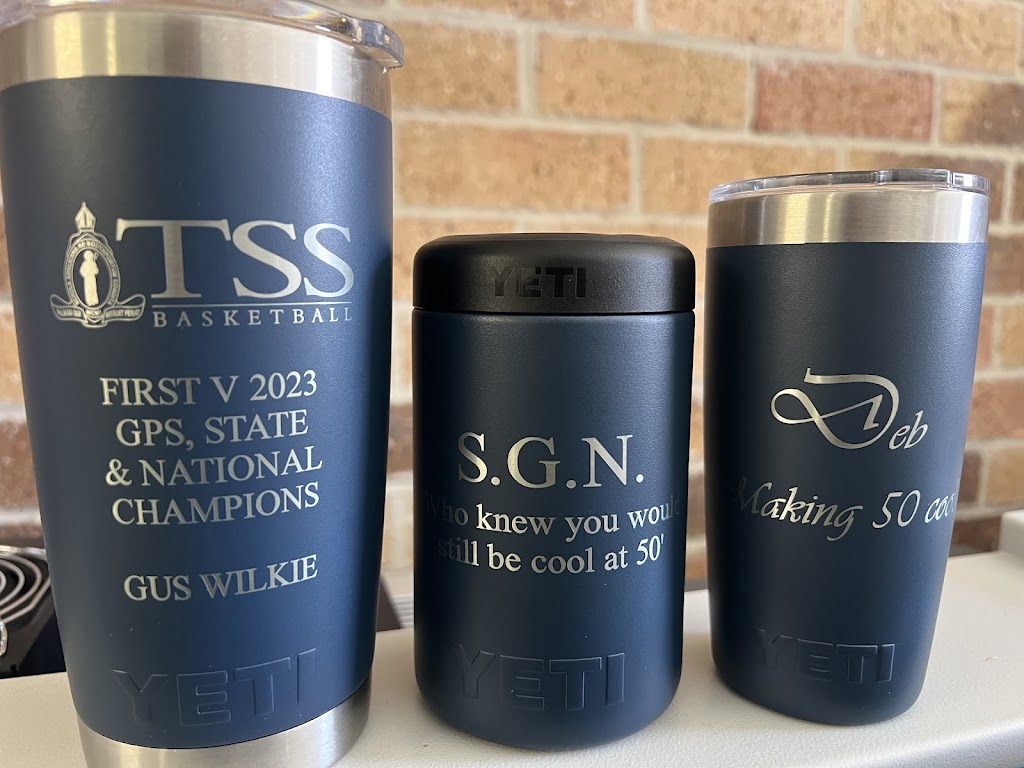 TSS
BASKETBALL
FIRST V 2023
GPS, STATE
& NATIONAL
CHAMPIONS
GUS WILKIE
YETI
YETI
S.G.N.
Who knew you would
still be cool at 50'
YETI
Deb
Making 50 cool
YETI